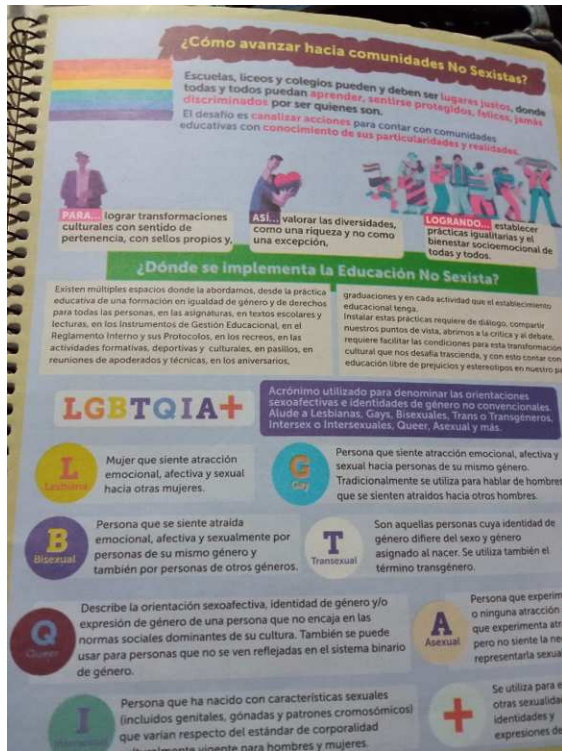 ¿Cómo avanzar hacia comunidades No Sexistas?
Escuelas, liceos y colegios pueden y deben ser lugares justos, donde
todas y todos puedan aprender, sentirse protegidos, felices, jamás
discriminados por ser quienes son.
El desafío es canalizar acciones para contar con comunidades
educativas con conocimiento de sus particularidades y realidades.
PARA... lograr transformaciones
culturales con sentido de
pertenencia, con sellos propios y,
ASÍ... valorar las diversidades,
como una riqueza y no como
una excepción,
LOGRANDO... establecer
prácticas igualitarias y el
bienestar socioemocional de
todas y todos.
¿Dónde se implementa la Educación No Sexista?
Existen múltiples espacios donde la abordamos, desde la práctica
educativa de una formación en igualdad de género y de derechos
para todas las personas, en las asignaturas, en textos escolares y
lecturas, en los Instrumentos de Gestión Educacional, en el
Reglamento Interno y sus Protocolos, en los recreos, en las
actividades formativas, deportivas y culturales, en pasillos, en
reuniones de apoderados y técnicas, en los aniversarios,
graduaciones y en cada actividad que el establecimiento
educacional tenga.
Instalar estas prácticas requiere de diálogo, compartir
nuestros puntos de vista, abrirnos a la crítica y al debate,
requiere facilitar las condiciones para esta transformación
cultural que nos desafía trascienda, y con esto contar con
educación libre de prejuicios y estereotipos en nuestro
LGBTQIA+
Acrónimo utilizado para denominar las orientaciones
sexoafectivas e identidades de género no convencionales.
Alude a Lesbianas, Gays, Bisexuales, Trans o Transgéneros,
Intersex o Intersexuales, Queer, Asexual y más.
L
Lesbiana
Mujer que siente atracción
emocional, afectiva y sexual
hacia otras mujeres.
G
Gay
Persona que siente atracción emocional, afectiva y
sexual hacia personas de su mismo género.
Tradicionalmente se utiliza para hablar de hombres
que se sienten atraídos hacia otros hombres.
B
Bisexual
Persona que se siente atraída
emocional, afectiva y sexualmente por
personas de su mismo género y
también por personas de otros géneros.
T
Transexual
Son aquellas personas cuya identidad de
género difiere del sexo y género
asignado al nacer. Se utiliza también el
término transgénero.
Q
Queer
Describe la orientación sexoafectiva, identidad de género y/o
expresión de género de una persona que no encaja en las
normas sociales dominantes de su cultura. También se puede
usar para personas que no se ven reflejadas en el sistema binario
de género.
A
Asexual
Persona que
o ninguna atracción
que experimenta
pero no siente la
representarla
I
Persona que ha nacido con características sexuales
(incluidos genitales, gónadas y patrones cromosómicos)
que varían respecto del estándar de corporalidad
vigente para hombres y mujeres.
+
Se utiliza para
otras
identidades y
expresiones